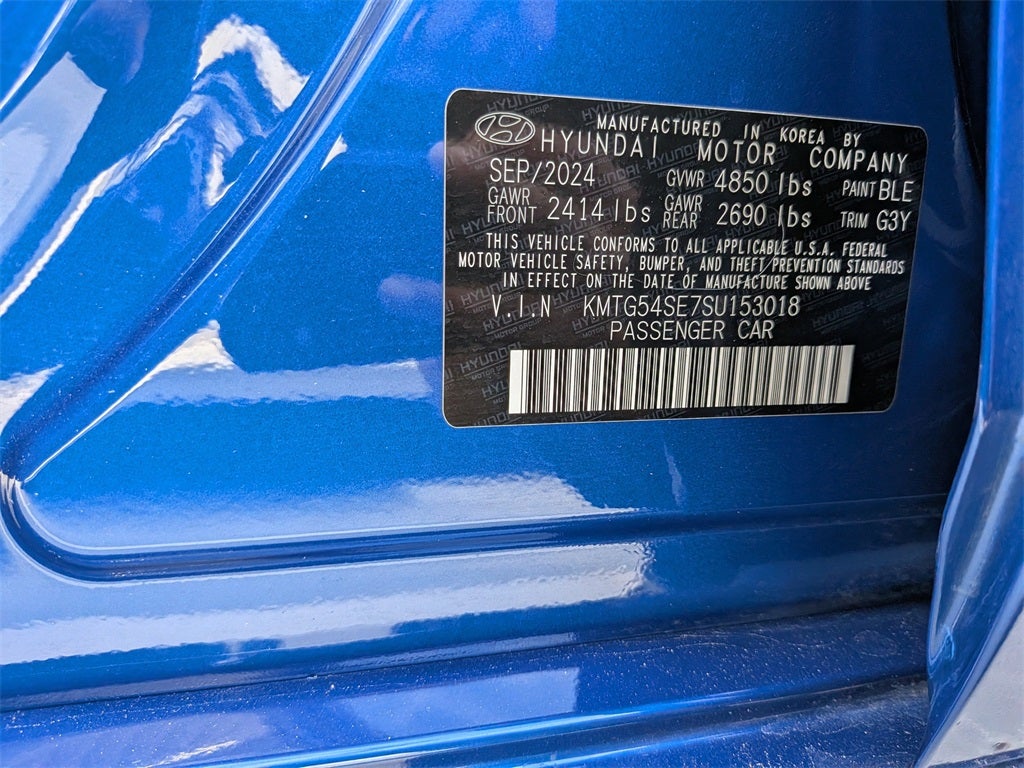 MANUFACTURED IN KOREA BY
HYUNDAI MOTOR COMPANY
SEP/2024 GVWR 4850 lbs PAINT BLE
GAWR FRONT 2414 lbs GAWR REAR 2690 lbs TRIM G3Y
THIS VEHICLE CONFORMS TO ALL APPLICABLE U.S.A. FEDERAL
MOTOR VEHICLE SAFETY, BUMPER, AND THEFT PREVENTION STANDARDS
IN EFFECT ON THE DATE OF MANUFACTURE SHOWN ABOVE
V.I.N KMTG54SE7SU153018
PASSENGER CAR